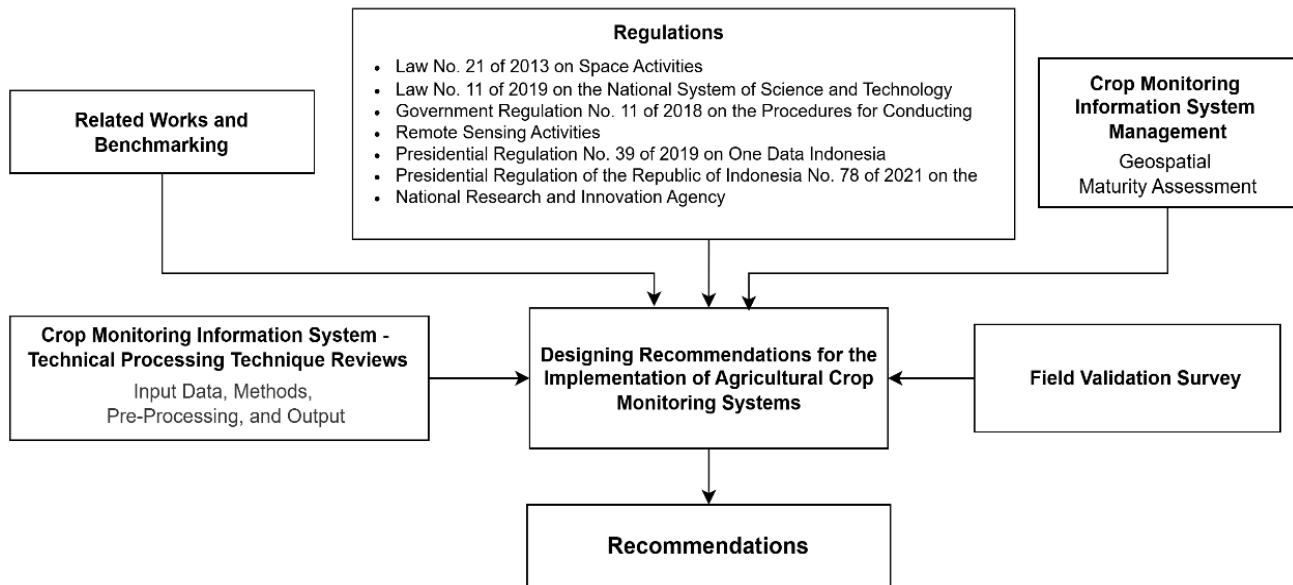 Regulations
• Law No. 21 of 2013 on Space Activities
• Law No. 11 of 2019 on the National System of Science and Technology
• Government Regulation No. 11 of 2018 on the Procedures for Conducting
• Remote Sensing Activities
• Presidential Regulation No. 39 of 2019 on One Data Indonesia
• Presidential Regulation of the Republic of Indonesia No. 78 of 2021 on the
• National Research and Innovation Agency
Related Works and
Benchmarking
Crop Monitoring
Information System
Management
Geospatial
Maturity Assessment
Crop Monitoring Information System -
Technical Processing Technique Reviews
Input Data, Methods,
Pre-Processing, and Output
Designing Recommendations for the
Implementation of Agricultural Crop
Monitoring Systems
Field Validation Survey
Recommendations